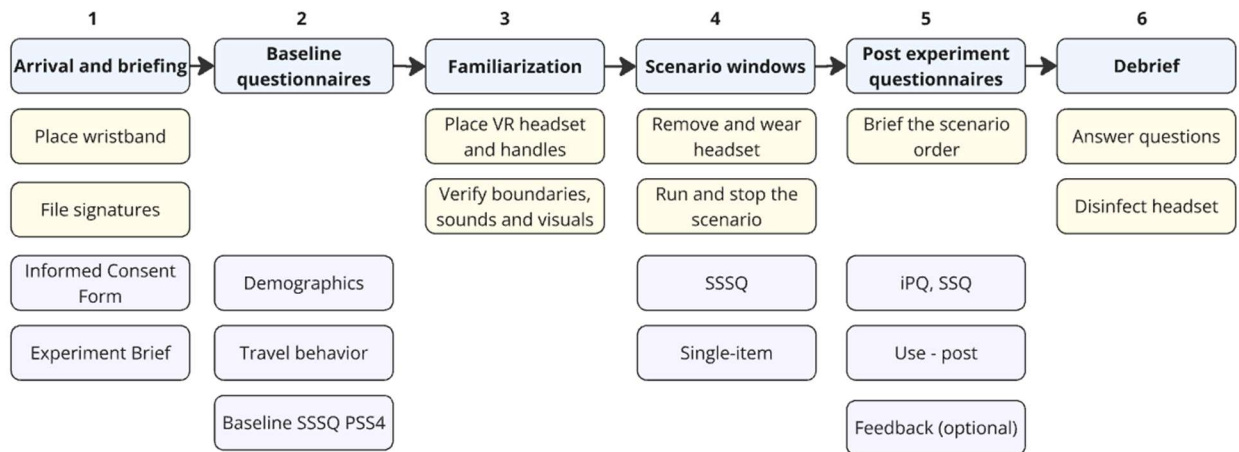 1
2
3
4
5
6
Arrival and briefing
Baseline
questionnaires
Familiarization
Scenario windows
Post experiment
questionnaires
Debrief
Place wristband
Place VR headset
and handles
Remove and wear
headset
Brief the scenario
order
Answer questions
File signatures
Verify boundaries,
sounds and visuals
Run and stop the
scenario
Disinfect headset
Informed Consent
Form
Demographics
SSSQ
iPQ, SSQ
Experiment Brief
Travel behavior
Single-item
Use - post
Baseline SSSQ PSS4
Feedback (optional)